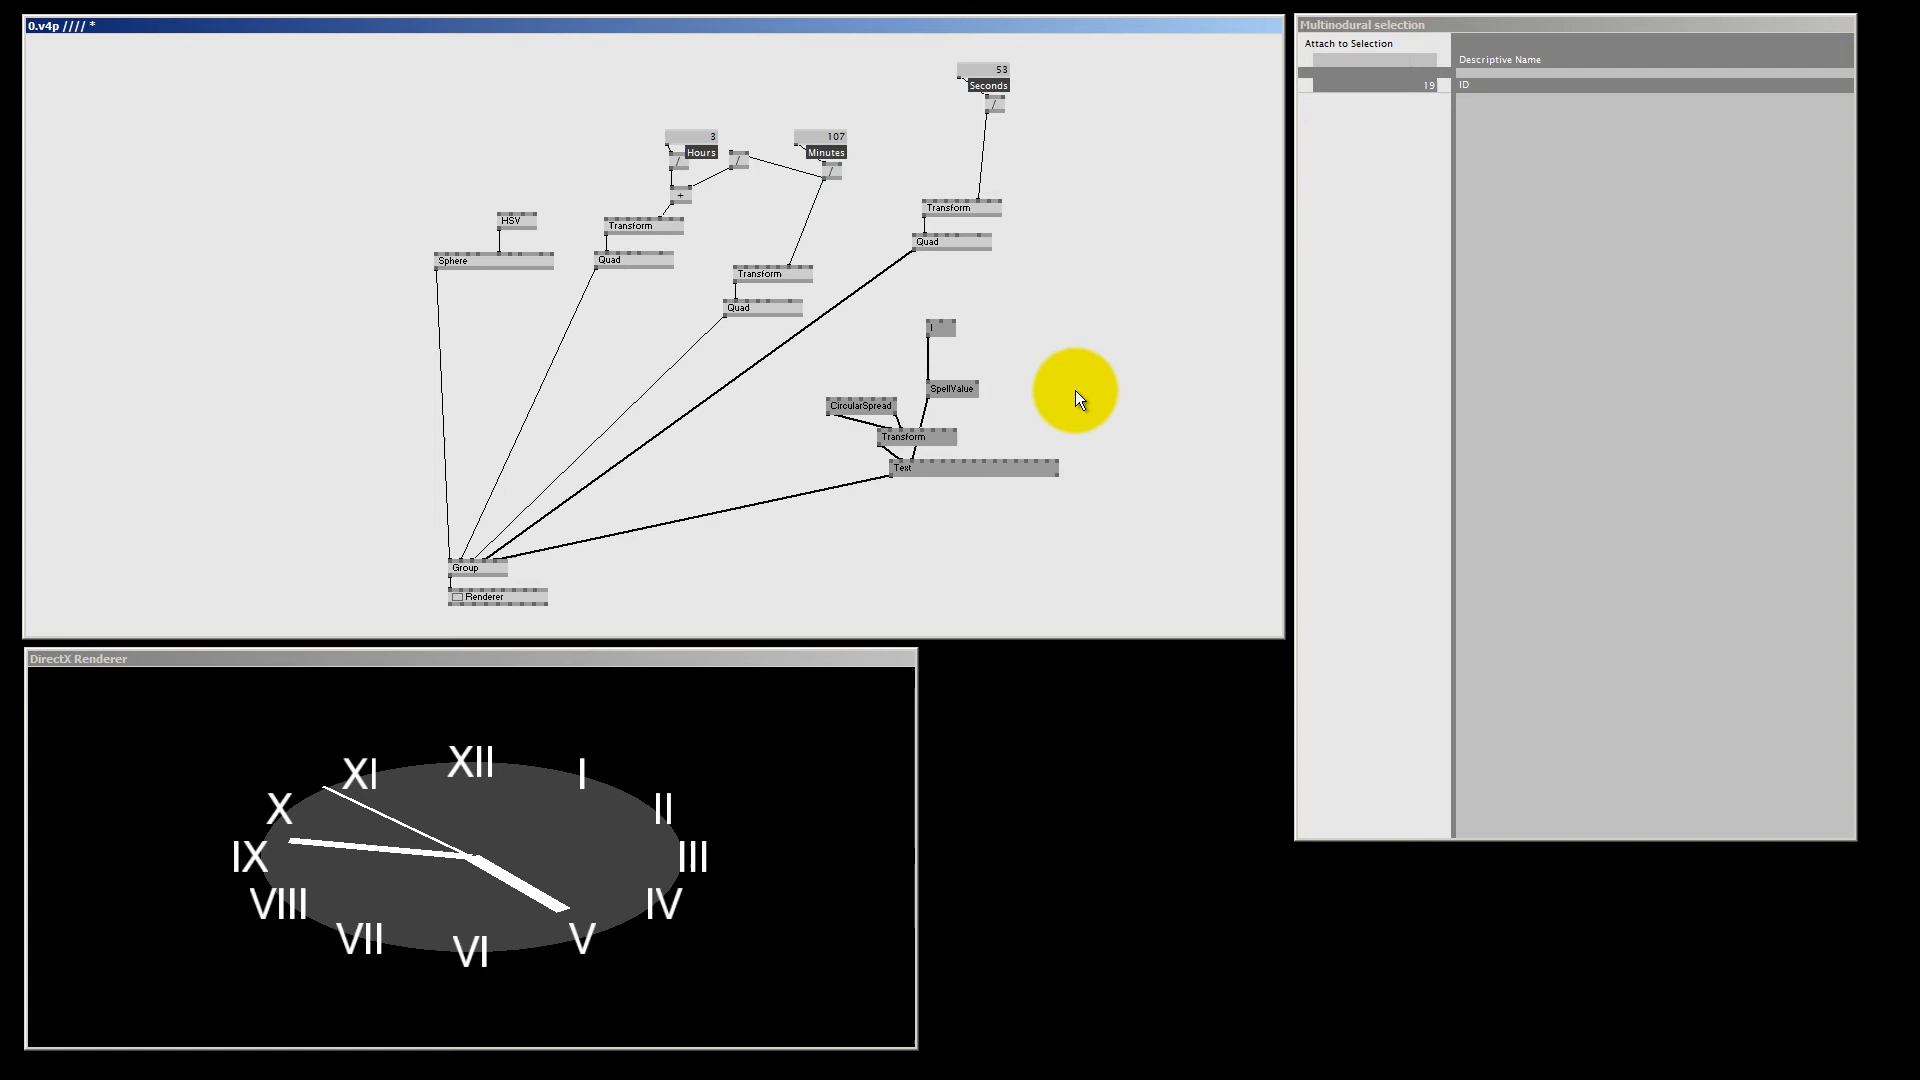 0.v4p //// *
53
Seconds
/
3
107
Hours
Minutes
/
/
/
+
HSV
Transform
Transform
Quad
Sphere
Quad
Transform
Quad
I
SpellValue
CircularSpread
Transform
Text
Group
Renderer
Multinodural selection
Attach to Selection
Descriptive Name
19
ID
DirectX Renderer
XII
XI
I
X
II
IX
III
VIII
IV
VII
V
VI